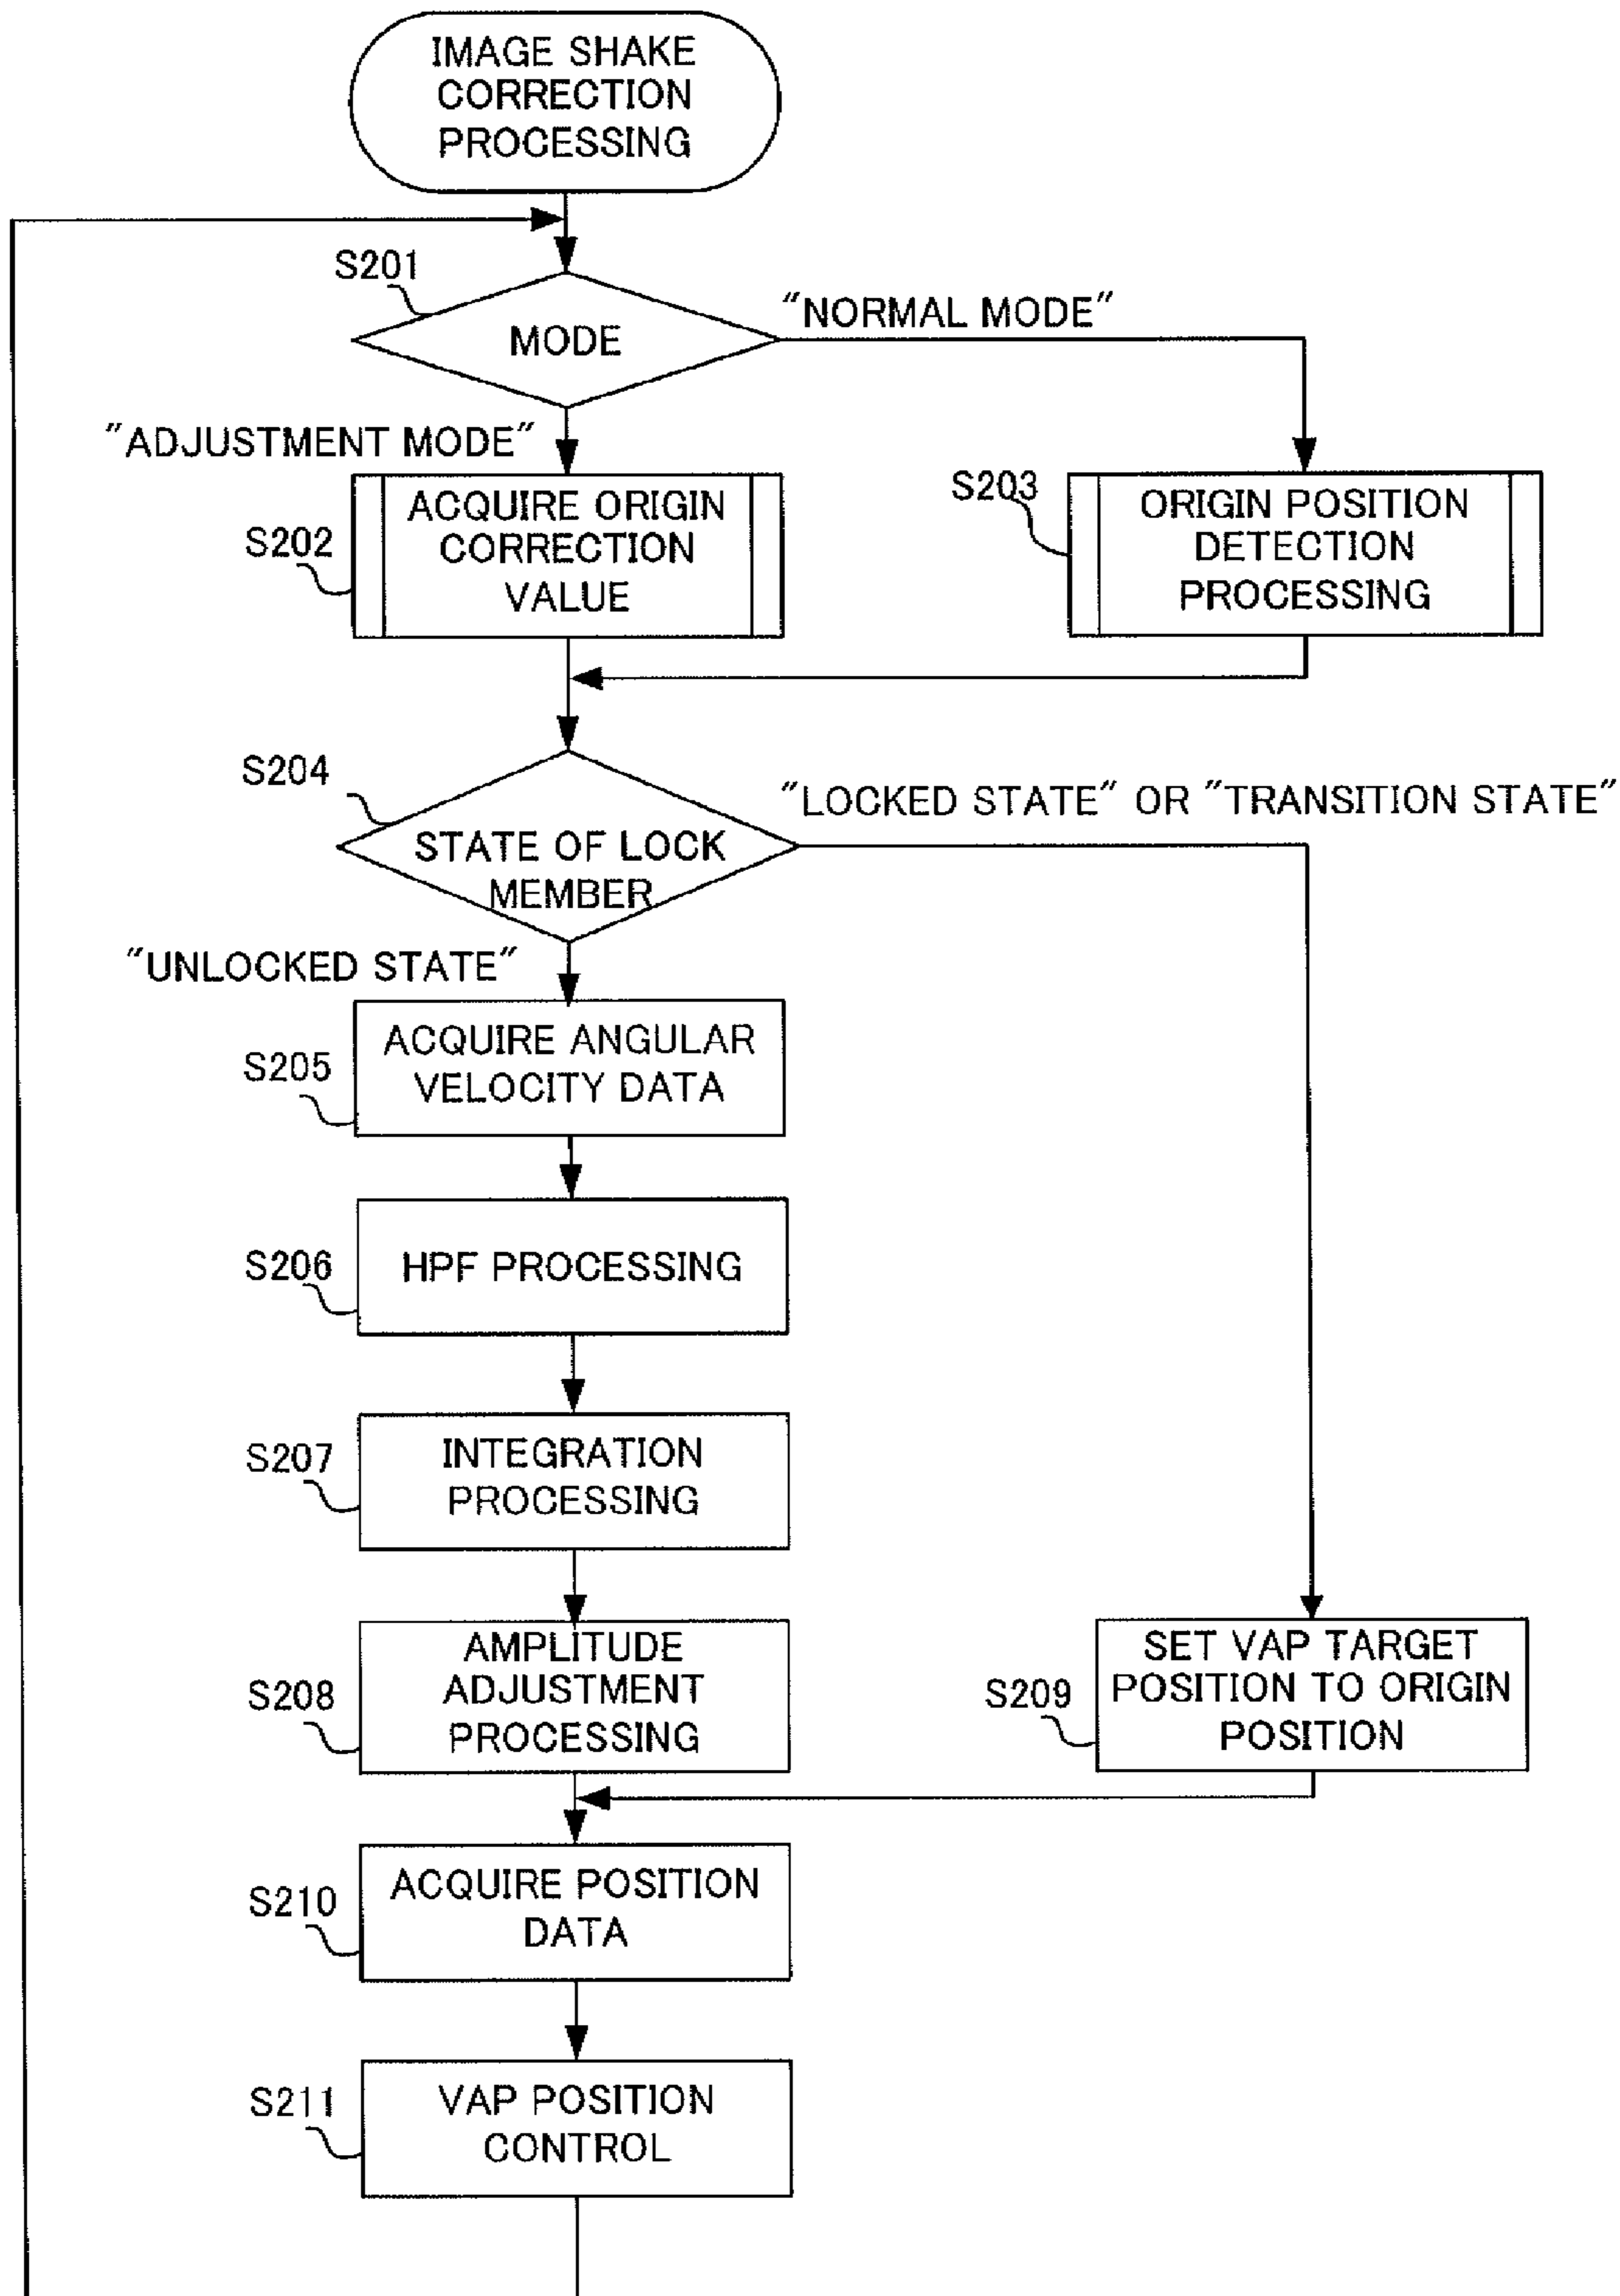 IMAGE SHAKE
CORRECTION
PROCESSING
S201
MODE
"NORMAL MODE"
"ADJUSTMENT MODE"
S202
ACQUIRE ORIGIN
CORRECTION
VALUE
S203
ORIGIN POSITION
DETECTION
PROCESSING
S204
STATE OF LOCK
MEMBER
"LOCKED STATE" OR "TRANSITION STATE"
"UNLOCKED STATE"
S205
ACQUIRE ANGULAR
VELOCITY DATA
S206
HPF PROCESSING
S207
INTEGRATION
PROCESSING
S208
AMPLITUDE
ADJUSTMENT
PROCESSING
S209
SET VAP TARGET
POSITION TO ORIGIN
POSITION
S210
ACQUIRE POSITION
DATA
S211
VAP POSITION
CONTROL